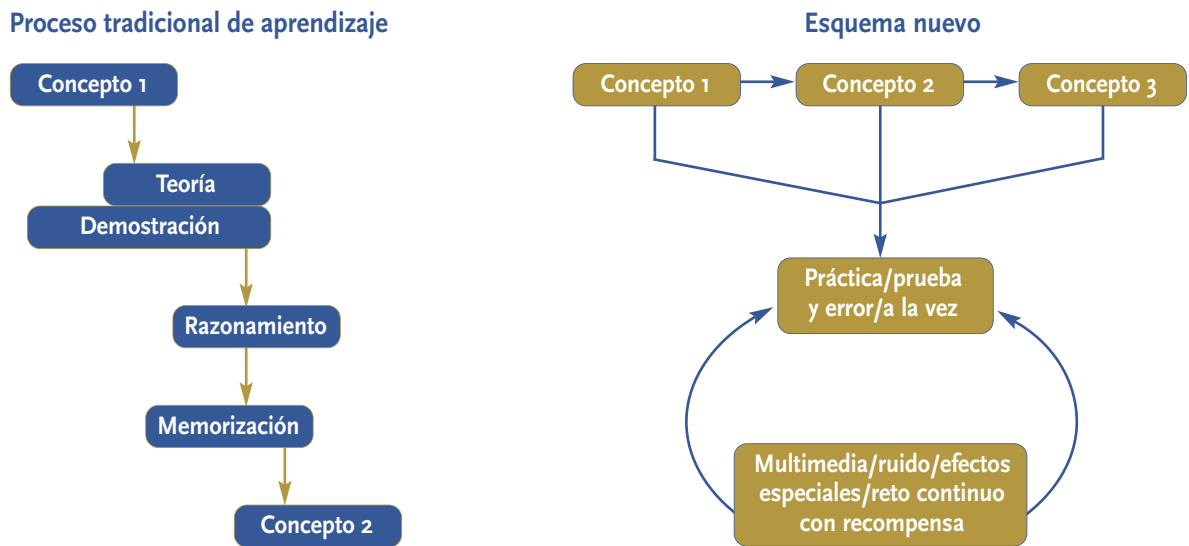 Proceso tradicional de aprendizaje
Concepto 1
Teoría
Demostración
Razonamiento
Memorización
Concepto 2
Esquema nuevo
Concepto 1
Concepto 2
Concepto 3
Práctica/prueba
y error/a la vez
Multimedia/ruido/efectos
especiales/reto continuo
con recompensa